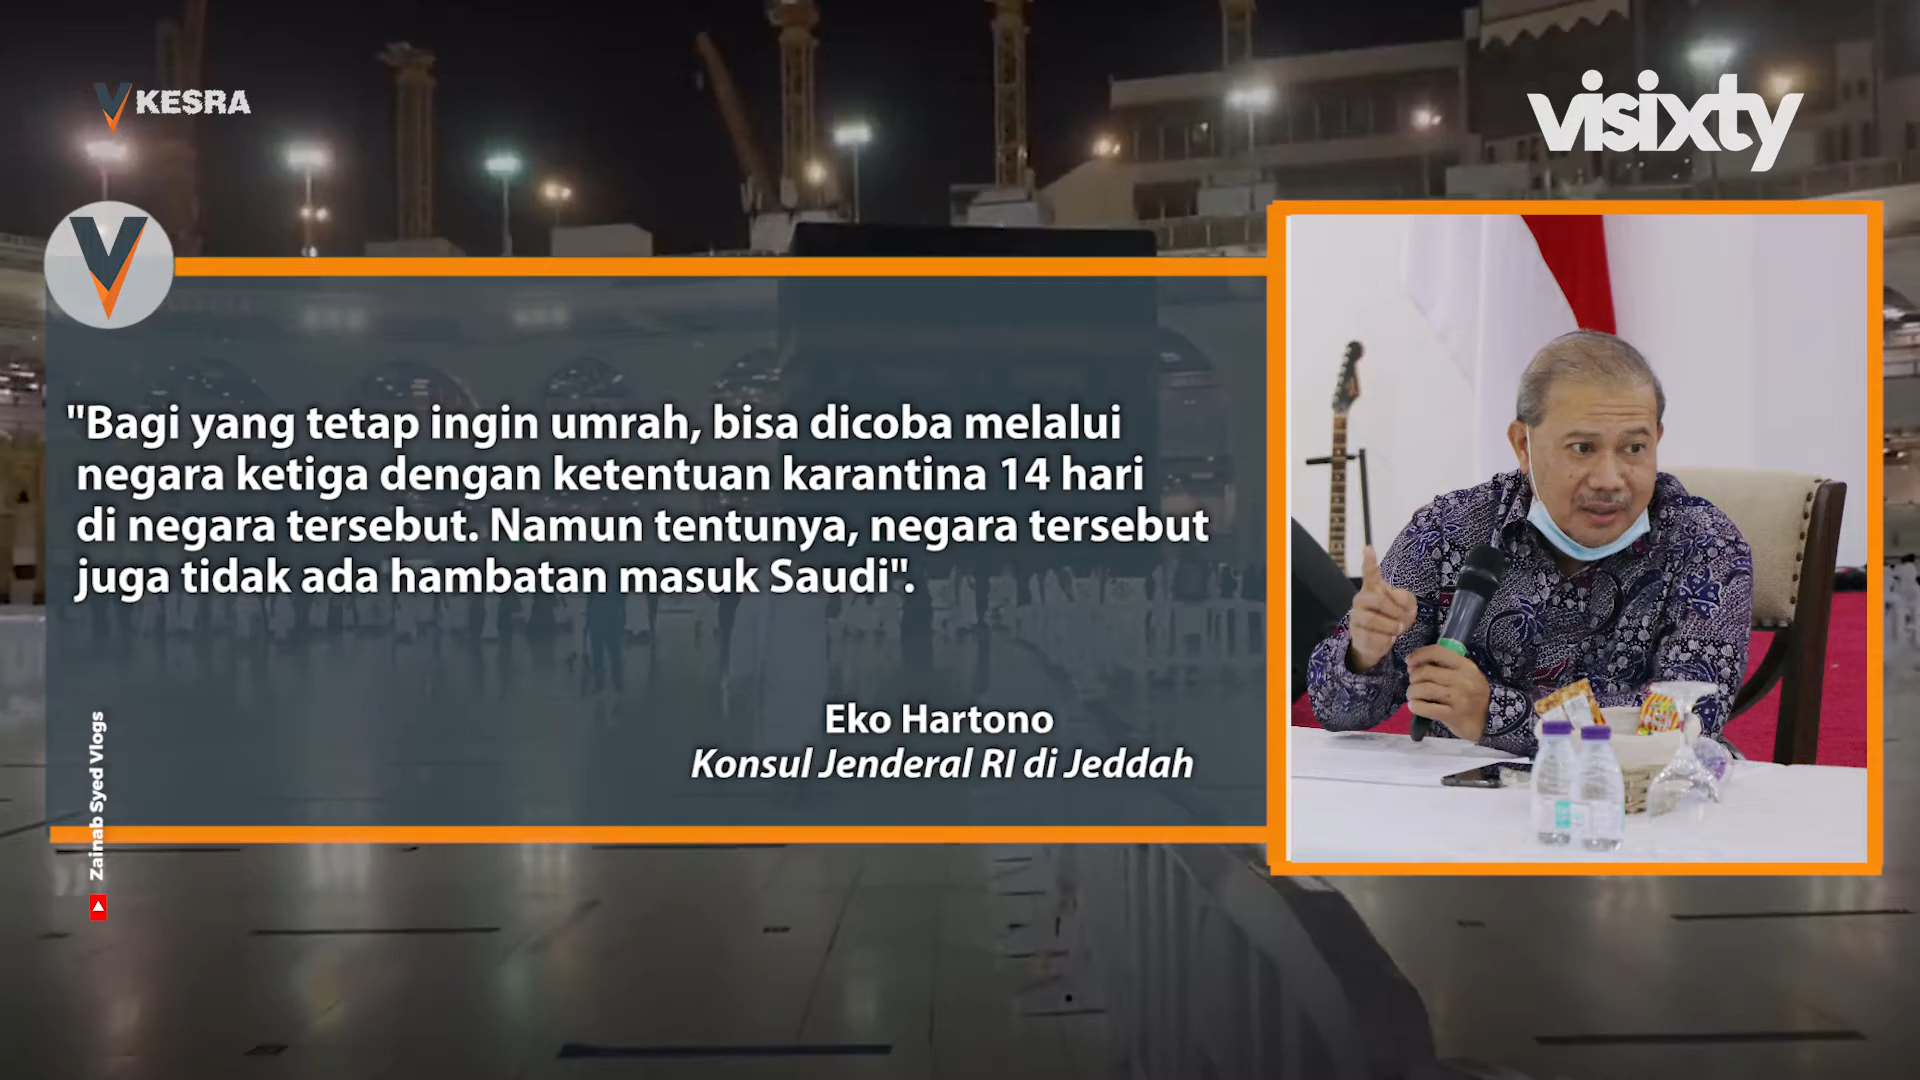 KESRA
visixty
"Bagi yang tetap ingin umrah, bisa dicoba melalui
negara ketiga dengan ketentuan karantina 14 hari
di negara tersebut. Namun tentunya, negara tersebut
juga tidak ada hambatan masuk Saudi".
Eko Hartono
Konsul Jenderal RI di Jeddah
Zainab Syed Vlogs